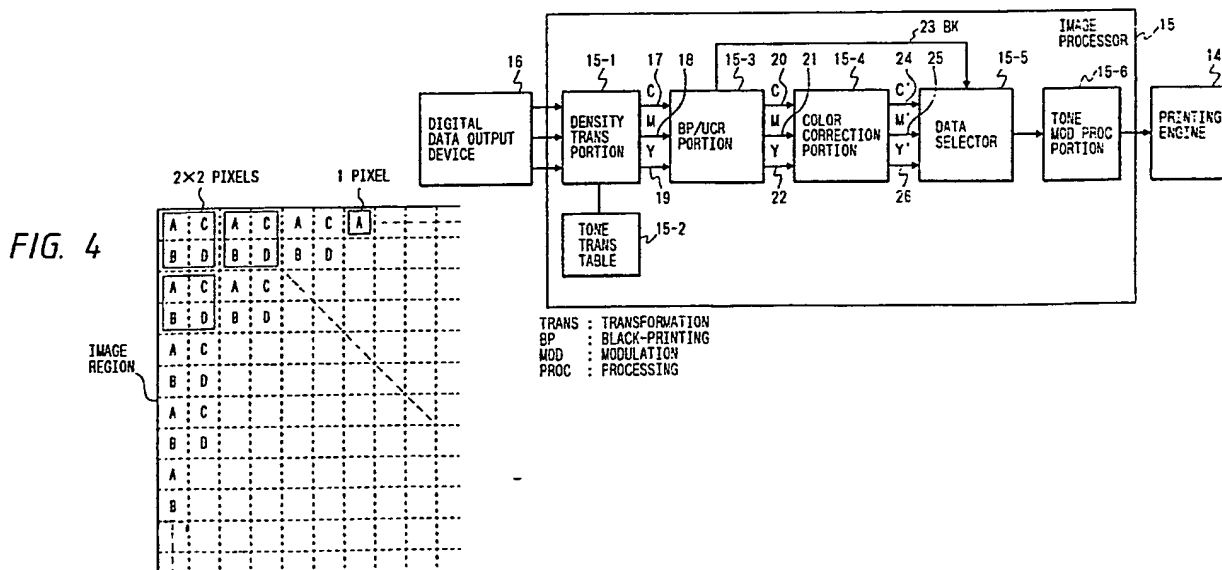 FIG. 4
16
DIGITAL
DATA OUTPUT
DEVICE
IMAGE
PROCESSOR
15
23 BK
15-1
17
18
15-3
20
21
15-4
24
25
15-5
15-6
14
DENSITY
TRANS
PORTION
C
M
Y
19
BP/UCR
PORTION
C
M
Y
22
COLOR
CORRECTION
PORTION
C'
M'
Y'
26
DATA
SELECTOR
TONE
MOD PROC
PORTION
PRINTING
ENGINE
TONE
TRANS
TABLE
15-2
TRANS : TRANSFORMATION
BP : BLACK-PRINTING
MOD : MODULATION
PROC : PROCESSING
2×2 PIXELS
1 PIXEL
IMAGE
REGION
A C A C A C A
B D B D B D
A C A C
B D B D
A C
B D
A C
B D
A
B